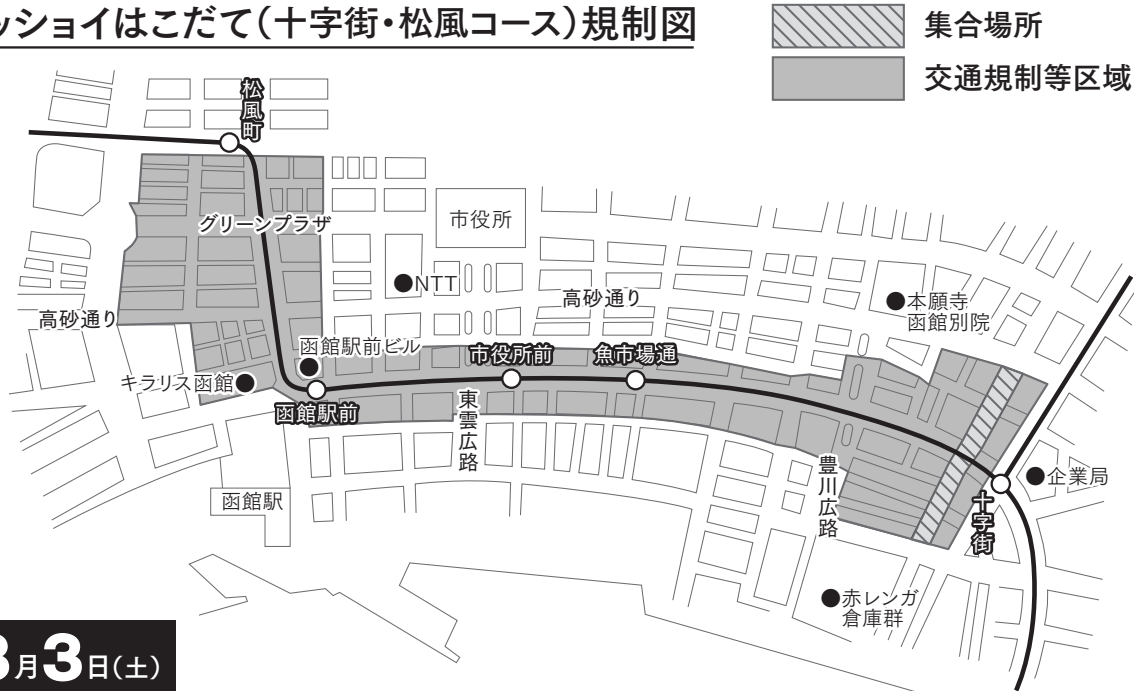 ッショイはこだて(十字街・松風コース)規制図
集合場所
交通規制等区域
松風町
グリーンプラザ
市役所
NTT
高砂通り
高砂通り
本願寺
函館別院
函館駅前ビル
市役所前
魚市場通
キラリス函館
函館駅前
東雲広路
豊川広路
企業局
函館駅
十字街
赤レンガ
倉庫群
月3日(土)